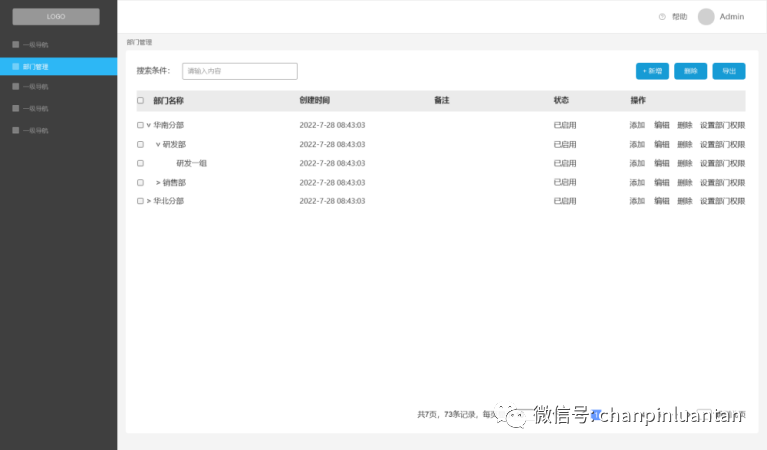 LOGO
帮助 Admin
一级导航
部门管理
一级导航
一级导航
一级导航
部门管理
搜索条件： 请输入内容 + 新增 删除 导出
部门名称 创建时间 备注 状态 操作
华南分部 2022-7-28 08:43:03 已启用 添加 编辑 删除 设置部门权限
研发部 2022-7-28 08:43:03 已启用 添加 编辑 删除 设置部门权限
研发一组 2022-7-28 08:43:03 已启用 添加 编辑 删除 设置部门权限
> 销售部 2022-7-28 08:43:03 已启用 添加 编辑 删除 设置部门权限
> 华北分部 2022-7-28 08:43:03 已启用 添加 编辑 删除 设置部门权限
共7页，73条记录，每页
微信号: chanpinluantan